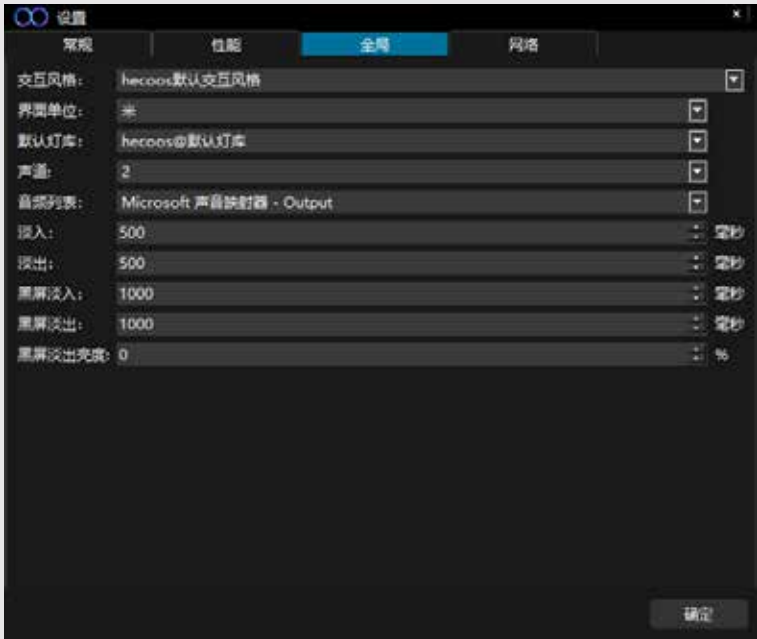 设置
常规 性能 全局 网络
交互风格: hecoos默认交互风格
界面单位: 米
默认灯库: hecoos@默认灯库
声道: 2
音频列表: Microsoft 声音映射器 - Output
淡入: 500 毫秒
淡出: 500 毫秒
黑屏淡入: 1000 毫秒
黑屏淡出: 1000 毫秒
黑屏淡出亮度: 0 %
确定